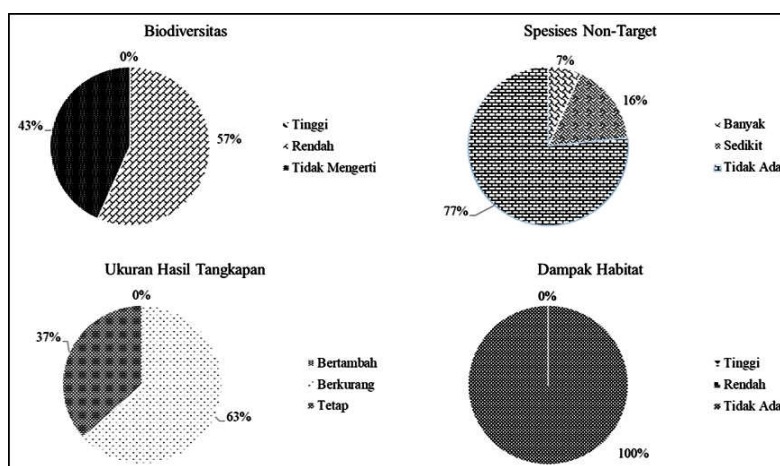 Biodiversitas
0%
43%
57%
Tinggi
Rendah
Tidak Mengerti
Spesises Non-Target
7%
16%
77%
Banyak
Sedikit
Tidak Ada
Ukuran Hasil Tangkapan
0%
37%
63%
Bertambah
Berkurang
Tetap
Dampak Habitat
0%
100%
Tinggi
Rendah
Tidak Ada